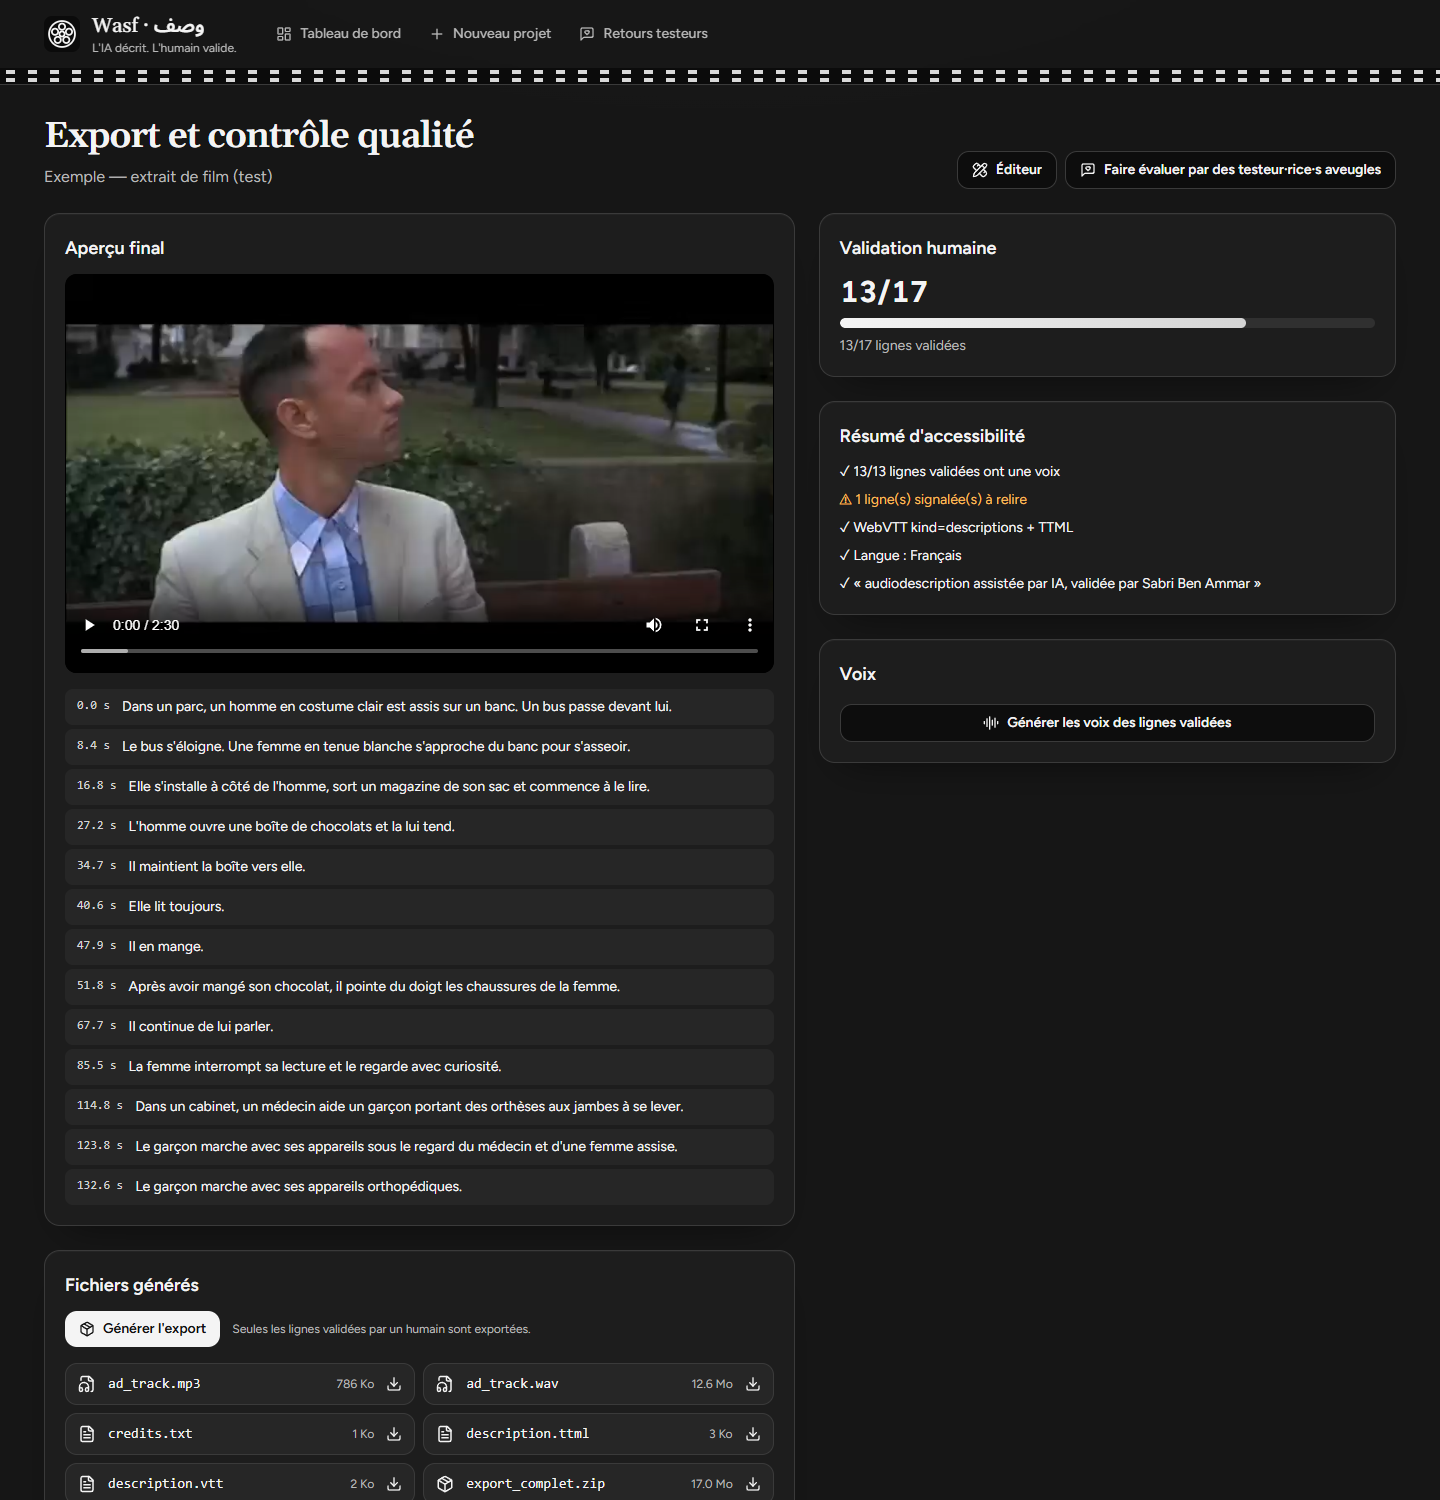 Wasf · وصف
L'IA décrit. L'humain valide.
Tableau de bord
Nouveau projet
Retours testeurs
Export et contrôle qualité
Exemple — extrait de film (test)
Éditeur
Faire évaluer par des testeur·rice·s aveugles
Aperçu final
0:00 / 2:30
0.0 s Dans un parc, un homme en costume clair est assis sur un banc. Un bus passe devant lui.
8.4 s Le bus s'éloigne. Une femme en tenue blanche s'approche du banc pour s'asseoir.
16.8 s Elle s'installe à côté de l'homme, sort un magazine de son sac et commence à le lire.
27.2 s L'homme ouvre une boîte de chocolats et la lui tend.
34.7 s Il maintient la boîte vers elle.
40.6 s Elle lit toujours.
47.9 s Il en mange.
51.8 s Après avoir mangé son chocolat, il pointe du doigt les chaussures de la femme.
67.7 s Il continue de lui parler.
85.5 s La femme interrompt sa lecture et le regarde avec curiosité.
114.8 s Dans un cabinet, un médecin aide un garçon portant des orthèses aux jambes à se lever.
123.8 s Le garçon marche avec ses appareils sous le regard du médecin et d'une femme assise.
132.6 s Le garçon marche avec ses appareils orthopédiques.
Fichiers générés
Générer l'export
Seules les lignes validées par un humain sont exportées.
ad_track.mp3 786 Ko
ad_track.wav 12.6 Mo
credits.txt 1 Ko
description.ttml 3 Ko
description.vtt 2 Ko
export_complet.zip 17.0 Mo
Validation humaine
13/17
13/17 lignes validées
Résumé d'accessibilité
✓ 13/13 lignes validées ont une voix
⚠ 1 ligne(s) signalée(s) à relire
✓ WebVTT kind=descriptions + TTML
✓ Langue : Français
✓ « audiodescription assistée par IA, validée par Sabri Ben Ammar »
Voix
Générer les voix des lignes validées